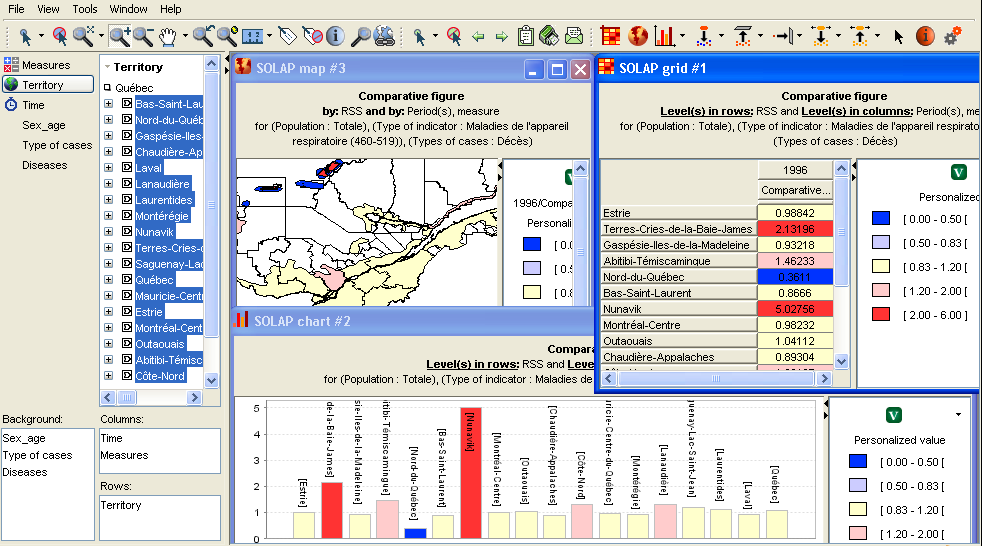 File View Tools Window Help
Measures
Territory
Time
Sex_age
Type of cases
Diseases
Territory
Québec
Bas-Saint-Lau
Nord-du-Québ
Gaspésie-Iles-
Chaudière-Ap
Laval
Lanaudière
Laurentides
Montérégie
Nunavik
Terres-Cries-d
Saguenay-Lac
Québec
Mauricie-Centr
Estrie
Montréal-Cent
Outaouais
Abitibi-Témisc
Côte-Nord
Background:
Sex_age
Type of cases
Diseases
Columns:
Time
Measures
Rows:
Territory
SOLAP map #3
Comparative figure
by: RSS and by: Period(s), measure
for (Population : Totale), (Type of indicator : Maladies de l'appareil
respiratoire (460-519)), (Types of cases : Décès)
V
1996/Compa
Personali
[ 0.0
[ 0.5
[ 0.8
SOLAP grid #1
Comparative figure
Level(s) in rows: RSS and Level(s) in columns: Period(s), me
for (Population : Totale), (Type of indicator : Maladies de l'appareil respirato
(Types of cases : Décès)
1996
Comparative...
Estrie 0.98842
Terres-Cries-de-la-Baie-James 2.13196
Gaspésie-Iles-de-la-Madeleine 0.93218
Abitibi-Témiscamingue 1.46233
Nord-du-Québec 0.3611
Bas-Saint-Laurent 0.8666
Nunavik 5.02756
Montréal-Centre 0.98232
Outaouais 1.04112
Chaudière-Appalaches 0.89304
V
Personalized
[ 0.00 - 0.50 [
[ 0.50 - 0.83 [
[ 0.83 - 1.20 [
[ 1.20 - 2.00 [
[ 2.00 - 6.00 ]
SOLAP chart #2
Compara
Level(s) in rows: RSS and Leve
for (Population : Totale), (Type of indicator : Maladies de
5
4
3
2
1
0
[Estrie]
de-la-Baie-James]
sie-Iles-de-la-Madeleine]
itibi-Témiscamingue]
[Nord-du-Québec]
[Bas-Saint-Laurent]
[Nunavik]
[Montréal-Centre]
[Outaouais]
[Chaudière-Appalaches]
[Côte-Nord]
uricie-Centre-du-Québec]
[Montérégie]
[Lanaudière]
guenay-Lac-Saint-Jean]
[Laurentides]
[Laval]
[Québec]
V
Personalized value
[ 0.00 - 0.50 [
[ 0.50 - 0.83 [
[ 0.83 - 1.20 [
[ 1.20 - 2.00 [